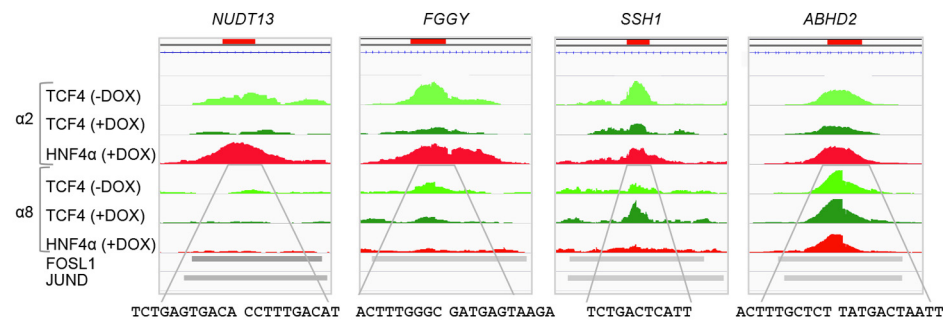 NUDT13 FGGY SSH1 ABHD2
α2
TCF4 (-DOX)
TCF4 (+DOX)
HNF4α (+DOX)
α8
TCF4 (-DOX)
TCF4 (+DOX)
HNF4α (+DOX)
FOSL1
JUND
TCTGAGTGACA CCTTTGACAT ACTTTGGGC GATGAGTAAGA TCTGACTCATT ACTTTGCTCT TATGACTAATT